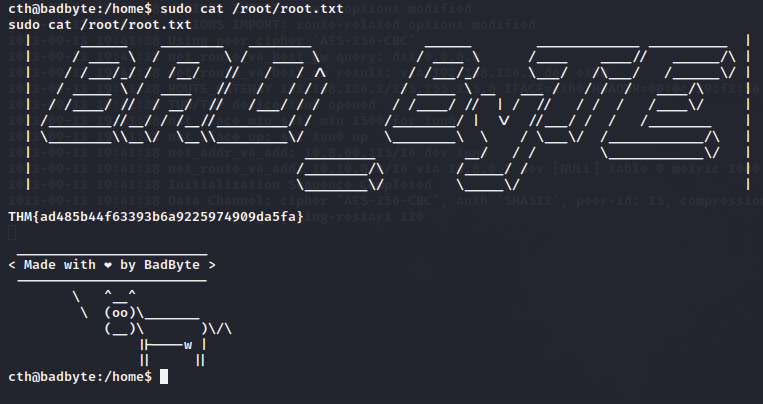 cth@badbyte:/home$ sudo cat /root/root.txt
sudo cat /root/root.txt
BAD_BYTE
THM{ad485b44f63393b6a9225974909da5fa}
< Made with ❤ by BadByte >
\   ^__^
\  (oo)\_______
(__)\       )\/\
||----w |
||     ||
cth@badbyte:/home$